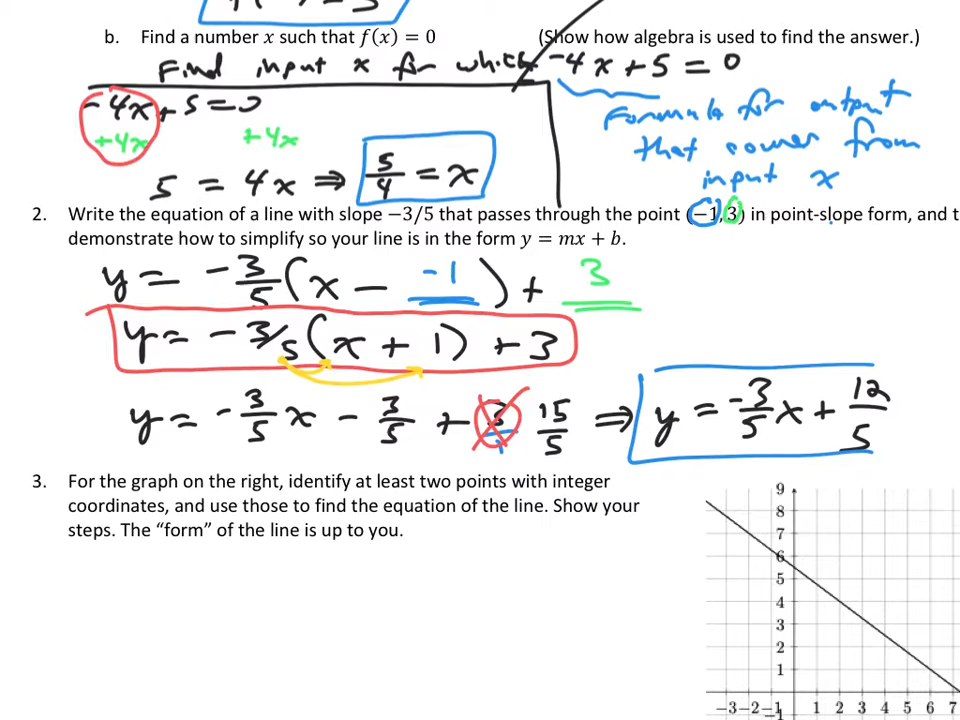 b. Find a number x such that f(x) = 0 (Show how algebra is used to find the answer.)
Find input x for which -4x + 5 = 0
-4x + 5 = 0
+4x +4x
5 = 4x ⇒ 5/4 = x
Formula for output
that comes from
input x
2. Write the equation of a line with slope −3/5 that passes through the point (−1,3) in point-slope form, and t
demonstrate how to simplify so your line is in the form y = mx + b.
y = -3/5 (x - -1) + 3
y = -3/5 (x + 1) + 3
y = -3/5 x - 3/5 + 3/1 15/5 ⇒ y = -3/5 x + 12/5
3. For the graph on the right, identify at least two points with integer
coordinates, and use those to find the equation of the line. Show your
steps. The “form” of the line is up to you.
9
8
7
6
5
4
3
2
1
−3 −2 −1 1 2 3 4 5 6 7
−1